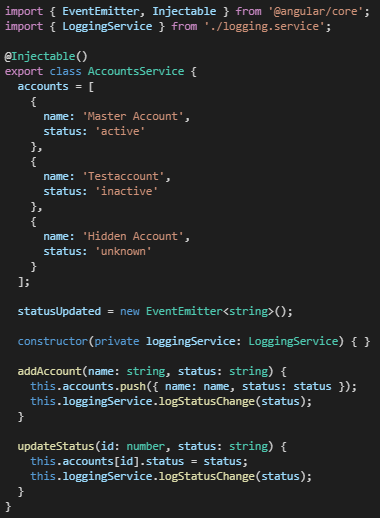 import { EventEmitter, Injectable } from '@angular/core';
import { LoggingService } from './logging.service';

@Injectable()
export class AccountsService {
  accounts = [
    {
      name: 'Master Account',
      status: 'active'
    },
    {
      name: 'Testaccount',
      status: 'inactive'
    },
    {
      name: 'Hidden Account',
      status: 'unknown'
    }
  ];

  statusUpdated = new EventEmitter<string>();

  constructor(private loggingService: LoggingService) { }

  addAccount(name: string, status: string) {
    this.accounts.push({ name: name, status: status });
    this.loggingService.logStatusChange(status);
  }

  updateStatus(id: number, status: string) {
    this.accounts[id].status = status;
    this.loggingService.logStatusChange(status);
  }
}